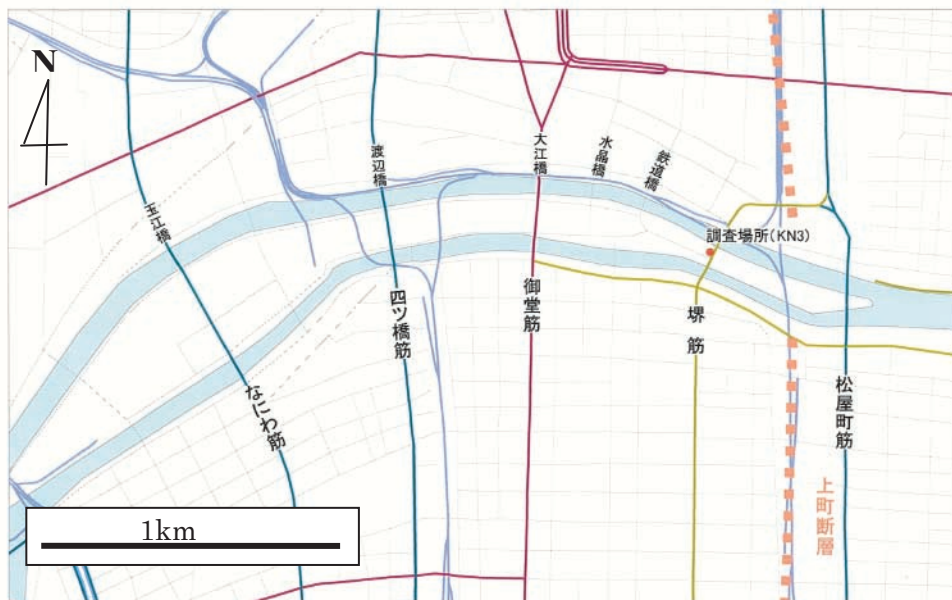 N
大江橋
水晶橋
鉄道橋
渡辺橋
玉江橋
調査場所(KN3)
御堂筋
四ツ橋筋
堺筋
なにわ筋
松屋町筋
上町断層
1km